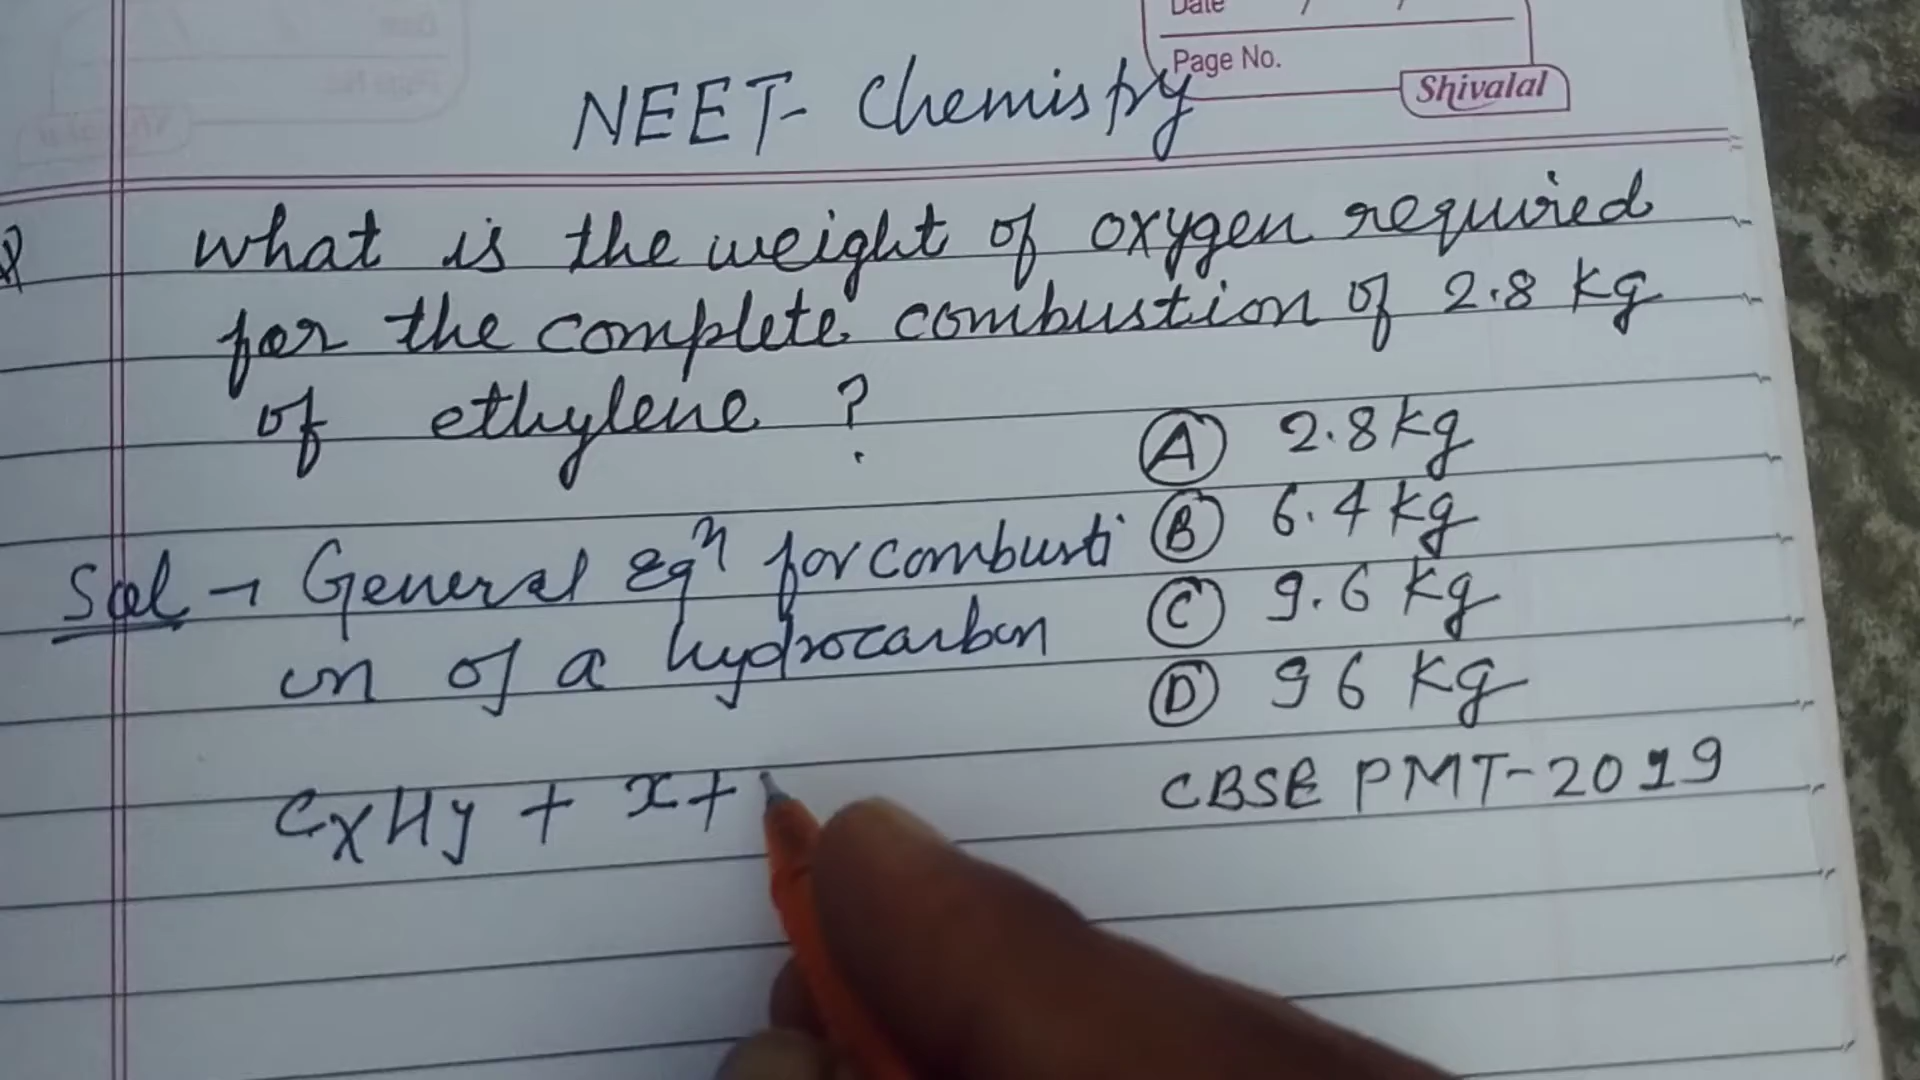 Date / /
Page No.
Shivalal
NEET- Chemistry
What is the weight of oxygen required
for the complete combustion of 2.8 kg
of ethylene ?
(A) 2.8 kg
(B) 6.4 kg
(C) 9.6 kg
(D) 96 kg
CBSE PMT-2019
Sol → General Eqn for combusti
on of a hydrocarbon
CxHy + x+